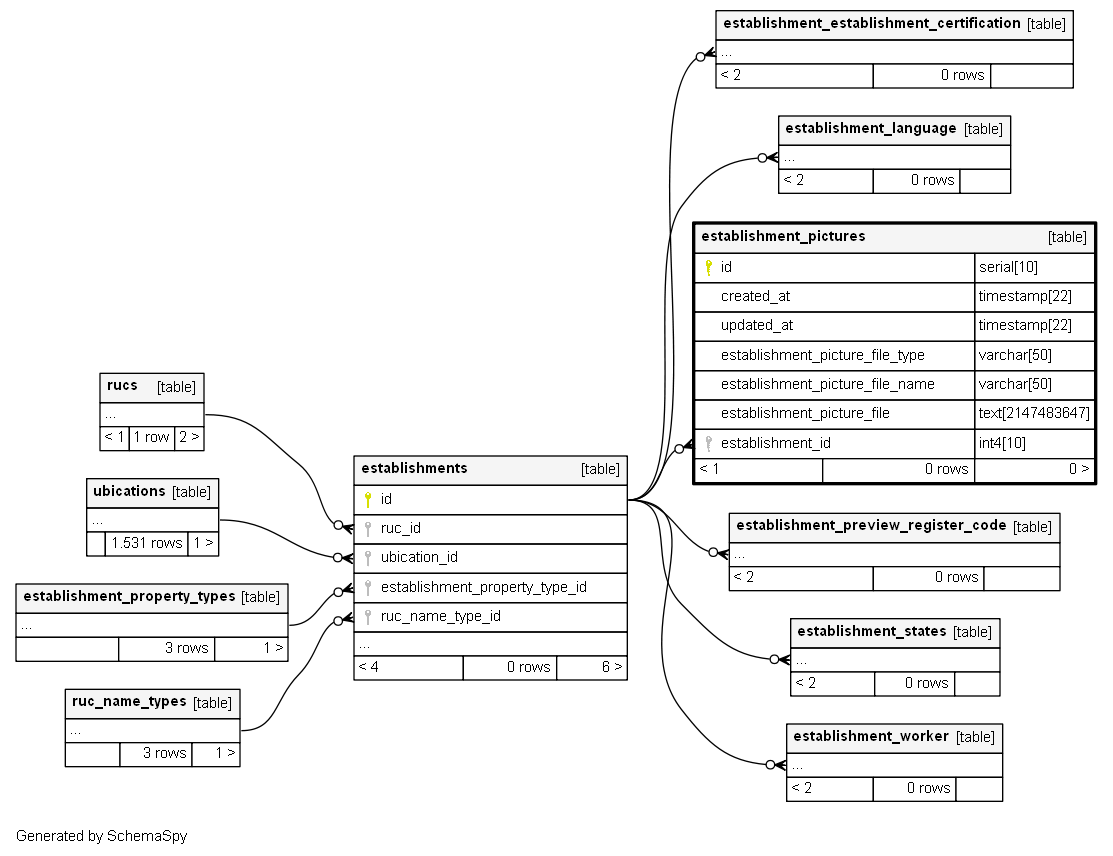 establishment_establishment_certification [table]
...
< 2 0 rows
establishment_language [table]
...
< 2 0 rows
establishment_pictures [table]
id serial[10]
created_at timestamp[22]
updated_at timestamp[22]
establishment_picture_file_type varchar[50]
establishment_picture_file_name varchar[50]
establishment_picture_file text[2147483647]
establishment_id int4[10]
< 1 0 rows 0 >
rucs [table]
...
< 1 1 row 2 >
ubications [table]
...
1.531 rows 1 >
establishment_property_types [table]
...
3 rows 1 >
ruc_name_types [table]
...
3 rows 1 >
establishments [table]
id
ruc_id
ubication_id
establishment_property_type_id
ruc_name_type_id
...
< 4 0 rows 6 >
establishment_preview_register_code [table]
...
< 2 0 rows
establishment_states [table]
...
< 2 0 rows
establishment_worker [table]
...
< 2 0 rows
Generated by SchemaSpy